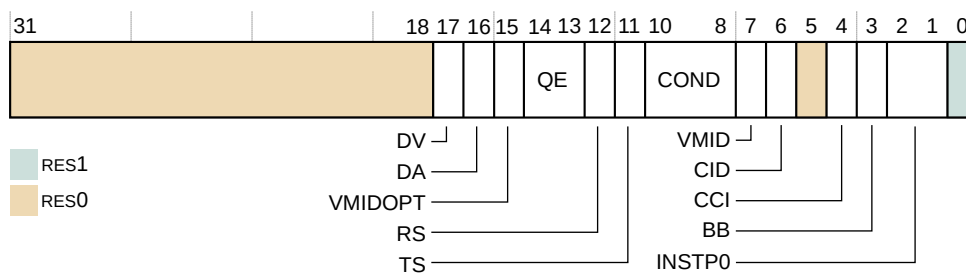 31 18 17 16 15 14 13 12 11 10 8 7 6 5 4 3 2 1 0
QE COND
DV VMID
RES1 DA CID
RES0 VMIDOPT CCI
RS BB
TS INSTP0